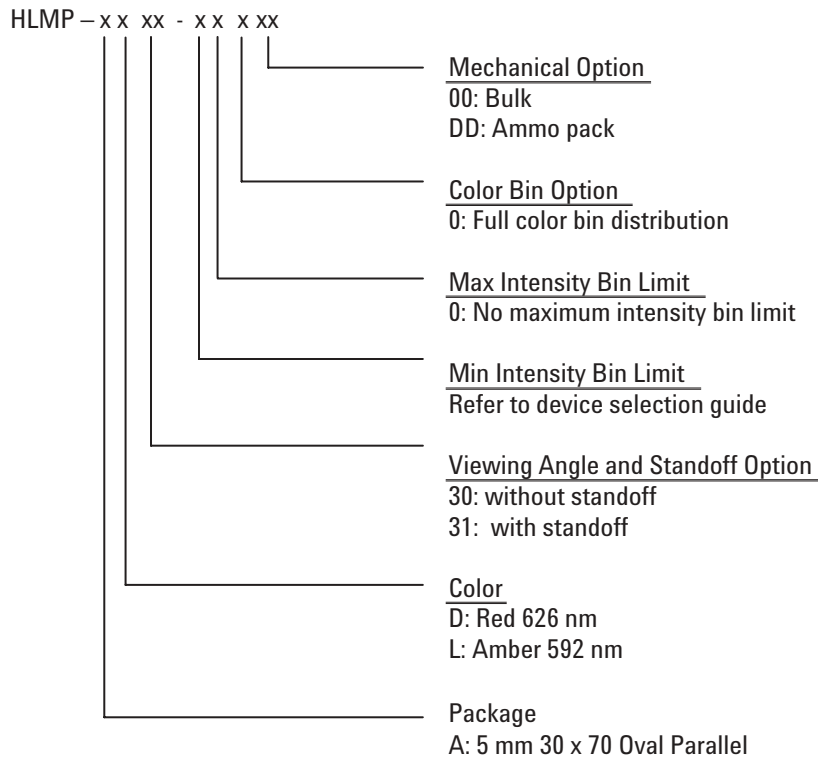 HLMP – x x xx - x x x xx
Mechanical Option
00: Bulk
DD: Ammo pack
Color Bin Option
0: Full color bin distribution
Max Intensity Bin Limit
0: No maximum intensity bin limit
Min Intensity Bin Limit
Refer to device selection guide
Viewing Angle and Standoff Option
30: without standoff
31: with standoff
Color
D: Red 626 nm
L: Amber 592 nm
Package
A: 5 mm 30 x 70 Oval Parallel